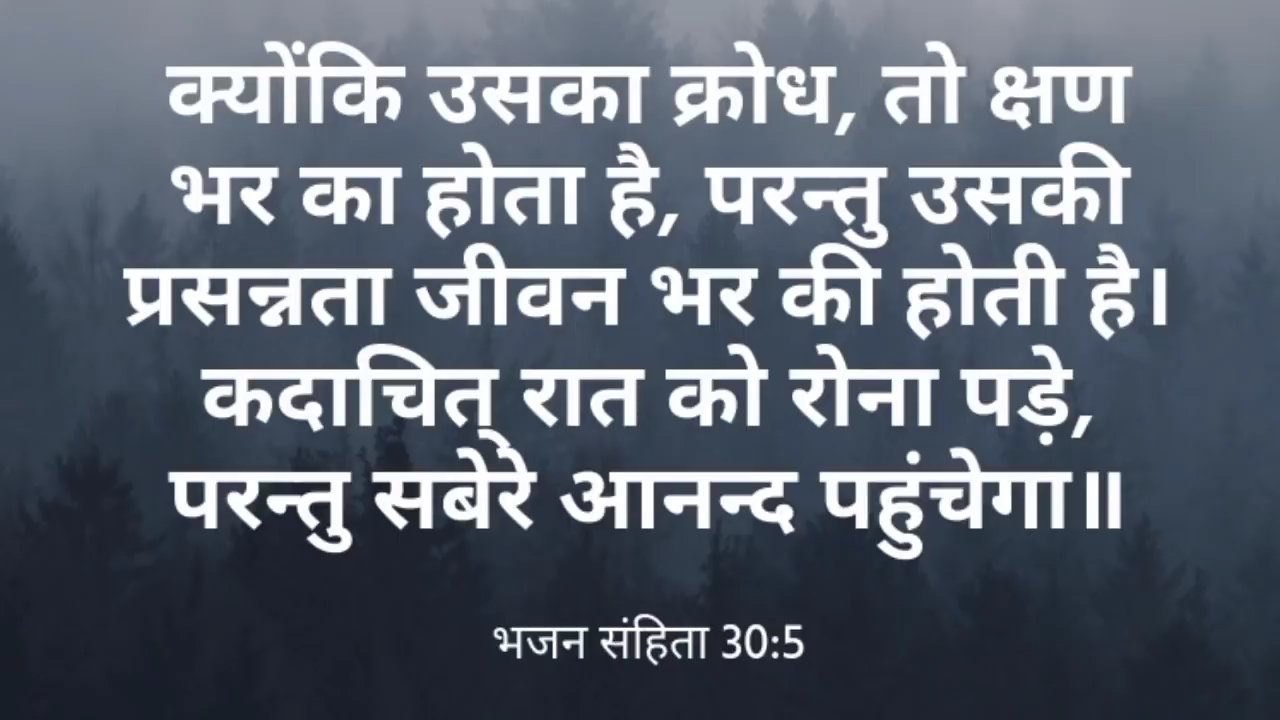 क्योंकि उसका क्रोध, तो क्षण
भर का होता है, परन्तु उसकी
प्रसन्नता जीवन भर की होती है।
कदाचित् रात को रोना पड़े,
परन्तु सबेरे आनन्द पहुंचेगा॥
भजन संहिता 30:5